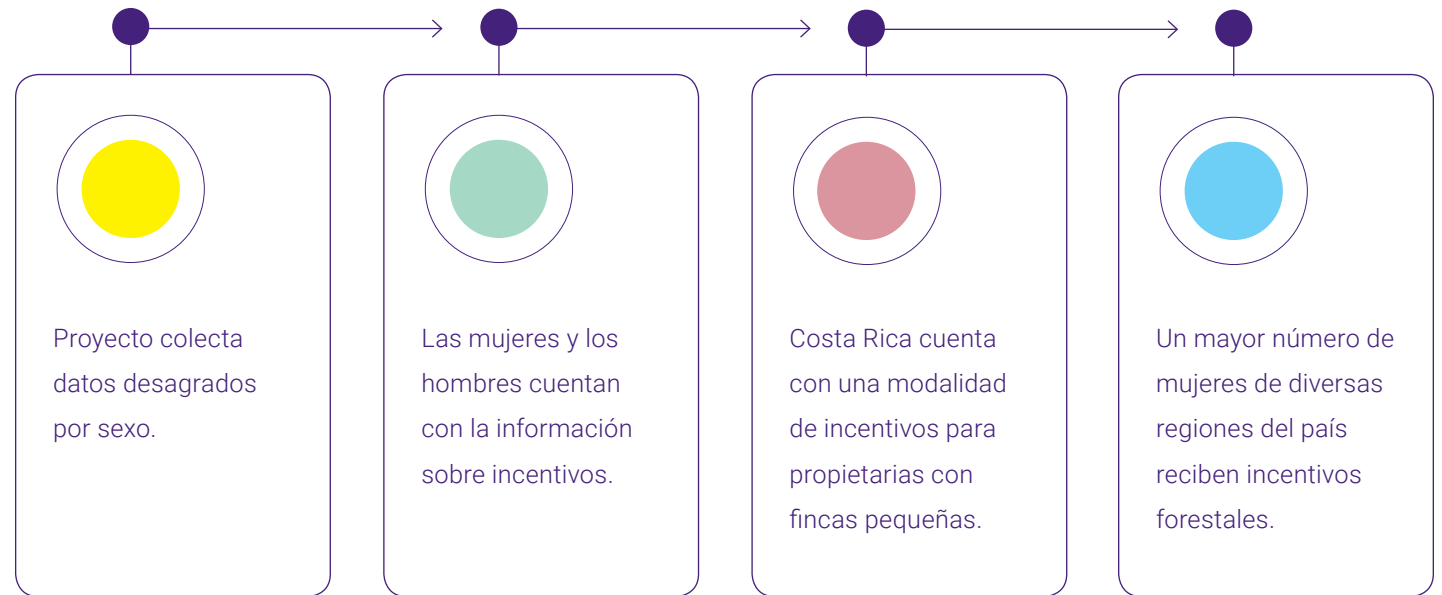 Proyecto colecta
datos desagrados
por sexo.
Las mujeres y los
hombres cuentan
con la información
sobre incentivos.
Costa Rica cuenta
con una modalidad
de incentivos para
propietarias con
fincas pequeñas.
Un mayor número de
mujeres de diversas
regiones del país
reciben incentivos
forestales.